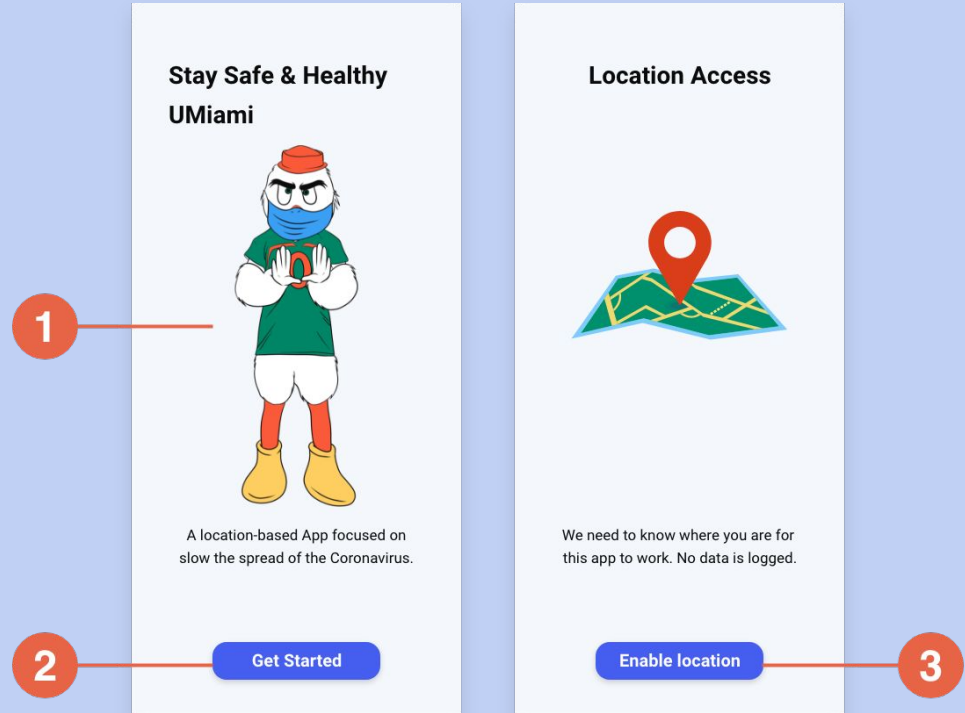 Stay Safe & Healthy
UMiami
1
A location-based App focused on
slow the spread of the Coronavirus.
2
Get Started
Location Access
We need to know where you are for
this app to work. No data is logged.
Enable location
3